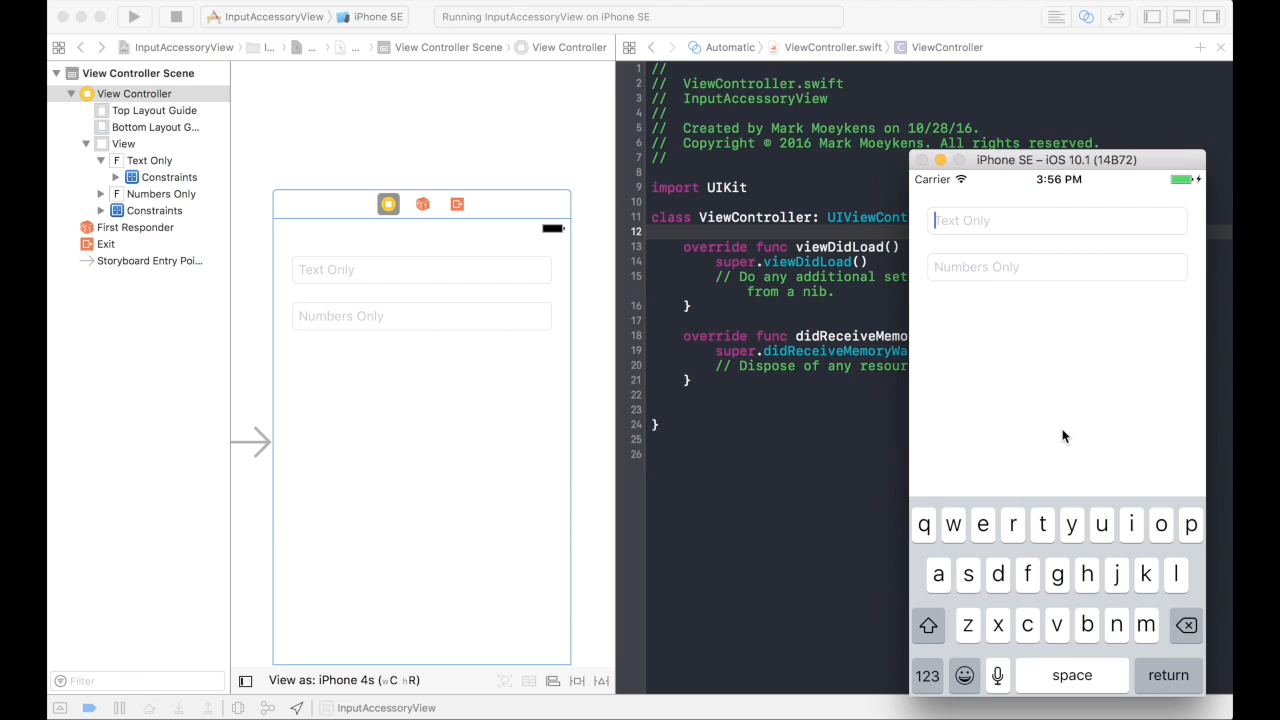 InputAccessoryView
iPhone SE
Running InputAccessoryView on iPhone SE
InputAccessoryView
I...
...
...
View Controller Scene
View Controller
Automatic
ViewController.swift
ViewController
View Controller Scene
View Controller
Top Layout Guide
Bottom Layout G...
View
F Text Only
Constraints
F Numbers Only
Constraints
First Responder
Exit
Storyboard Entry Poi...
Filter
Text Only
Numbers Only
View as: iPhone 4s (wC hR)
InputAccessoryView
1 //
2 //  ViewController.swift
3 //  InputAccessoryView
4 //
5 //  Created by Mark Moeykens on 10/28/16.
6 //  Copyright © 2016 Mark Moeykens. All rights reserved.
7 //
8
9 import UIKit
10
11 class ViewController: UIViewCont
12
13 override func viewDidLoad()
14 super.viewDidLoad()
15 // Do any additional set
from a nib.
16 }
17
18 override func didReceiveMemo
19 super.didReceiveMemoryWa
20 // Dispose of any resour
21 }
22
23
24 }
25
26
iPhone SE – iOS 10.1 (14B72)
Carrier
3:56 PM
Text Only
Numbers Only
q w e r t y u i o p
a s d f g h j k l
z x c v b n m
123 space return